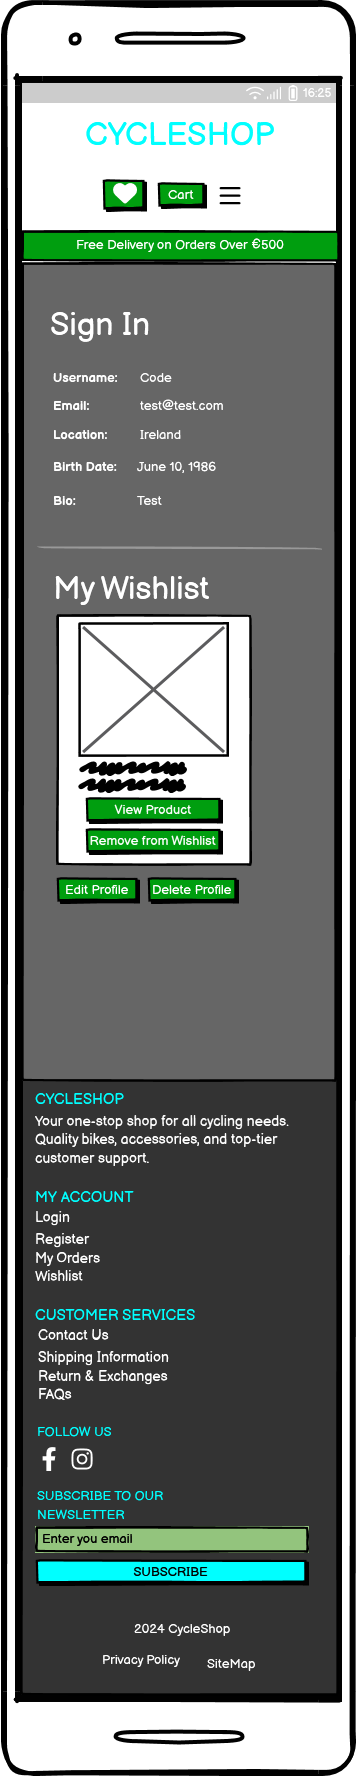 16:25
CYCLESHOP
Cart
Free Delivery on Orders Over €500
Sign In
Username: Code
Email: test@test.com
Location: Ireland
Birth Date: June 10, 1986
Bio: Test
My Wishlist
View Product
Remove from Wishlist
Edit Profile Delete Profile
CYCLESHOP
Your one-stop shop for all cycling needs.
Quality bikes, accessories, and top-tier
customer support.
MY ACCOUNT
Login
Register
My Orders
Wishlist
CUSTOMER SERVICES
Contact Us
Shipping Information
Return & Exchanges
FAQs
FOLLOW US
SUBSCRIBE TO OUR
NEWSLETTER
Enter you email
SUBSCRIBE
2024 CycleShop
Privacy Policy SiteMap